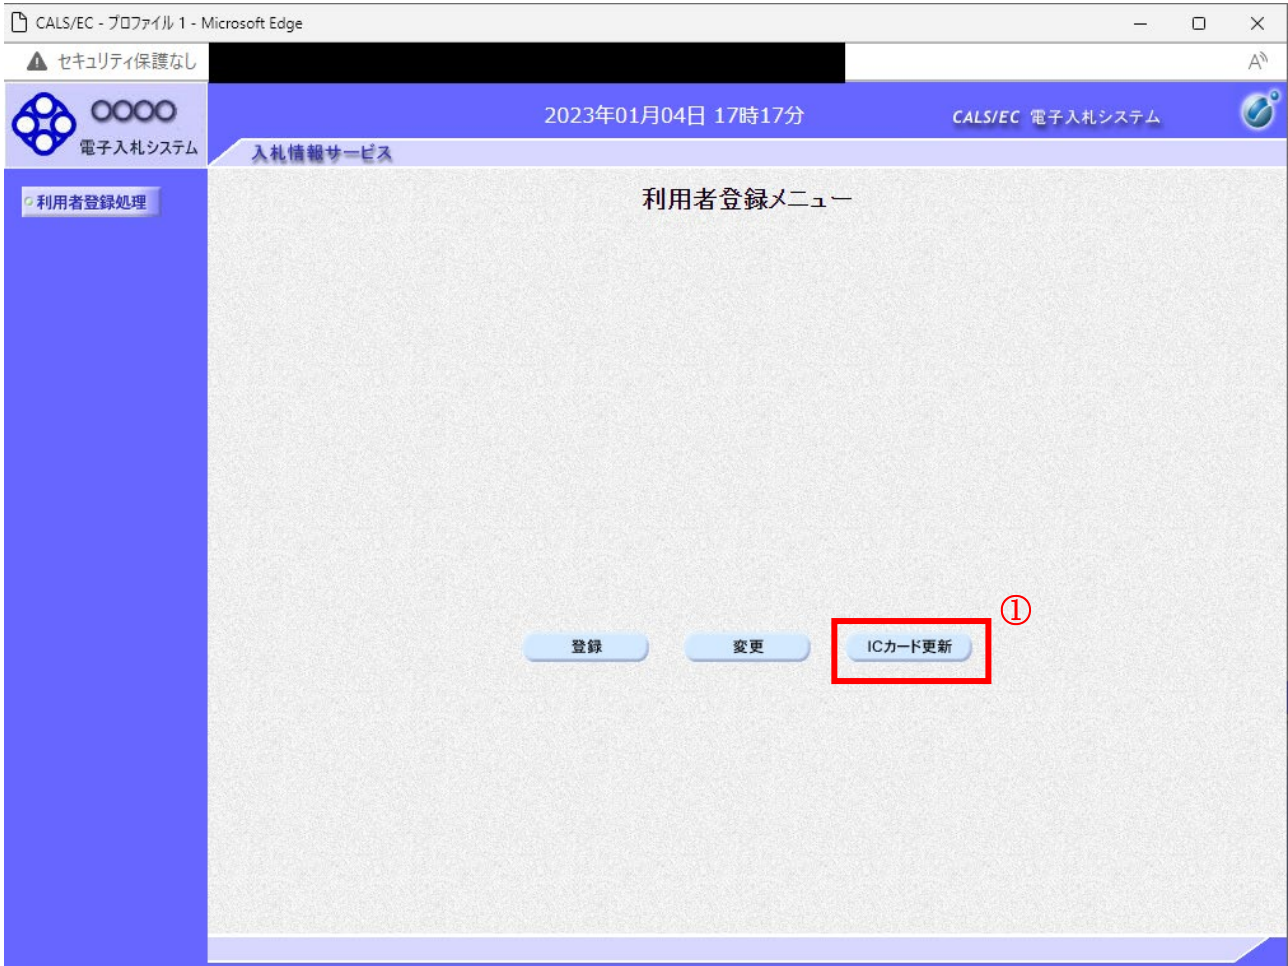 CALS/EC - プロファイル 1 - Microsoft Edge
セキュリティ保護なし
A
○○○○
電子入札システム
2023年01月04日 17時17分
CALS/EC 電子入札システム
入札情報サービス
利用者登録処理
利用者登録メニュー
①
登録
変更
ICカード更新